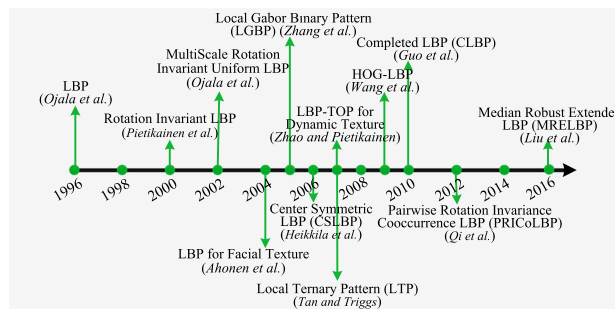 Local Gabor Binary Pattern
(LGBP) (Zhang et al.)
Completed LBP (CLBP)
(Guo et al.)
MultiScale Rotation
Invariant Uniform LBP
(Ojala et al.)
HOG-LBP
(Wang et al.)
LBP
(Ojala et al.)
Rotation Invariant LBP
(Pietikainen et al.)
LBP-TOP for
Dynamic Texture
(Zhao and Pietikainen)
Median Robust Extende
LBP (MRELBP)
(Liu et al.)
1996 1998 2000 2002 2004 2006 2008 2010 2012 2014 2016
Center Symmetric
LBP (CSLBP)
(Heikkila et al.)
Pairwise Rotation Invariance
Cooccurrence LBP (PRICoLBP)
(Qi et al.)
LBP for Facial Texture
(Ahonen et al.)
Local Ternary Pattern (LTP)
(Tan and Triggs)